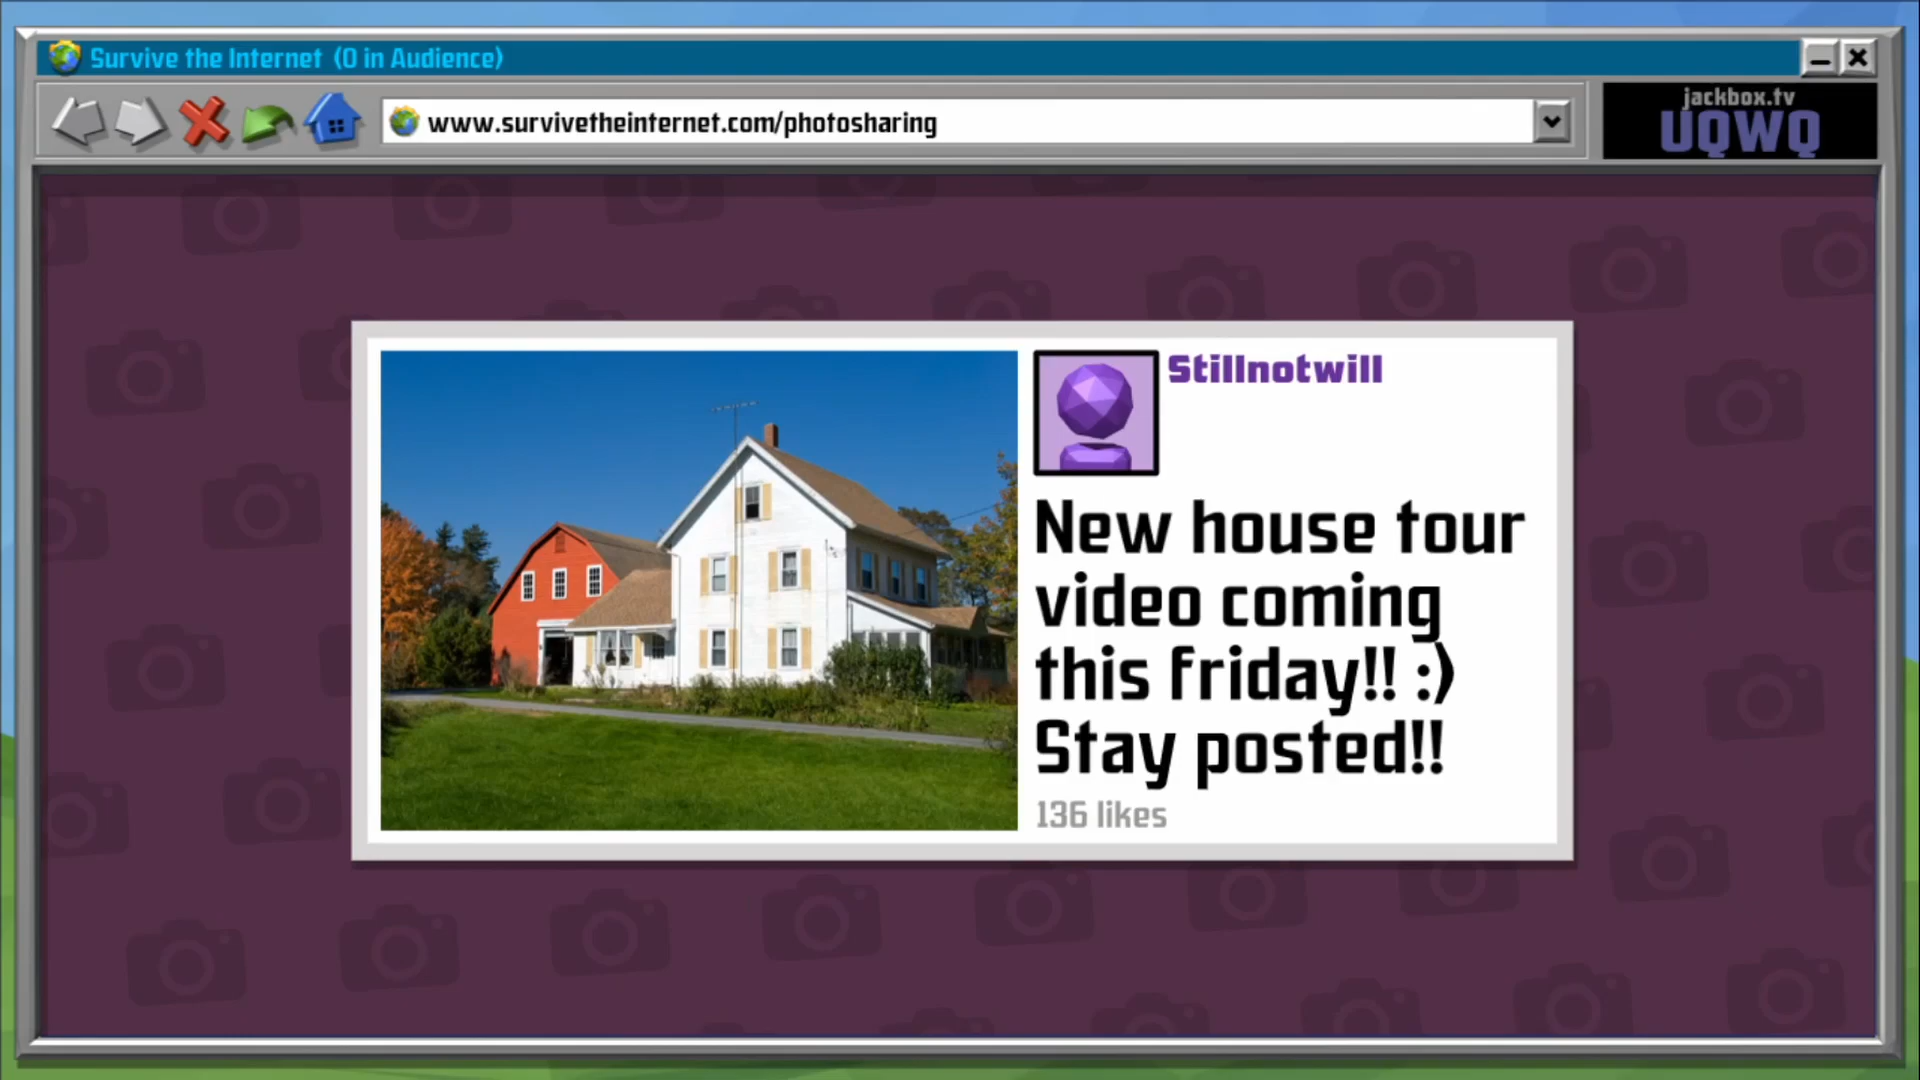 Survive the Internet (0 in Audience)
www.survivetheinternet.com/photosharing
jackbox.tv
UQWQ
Stillnotwill
New house tour
video coming
this friday!! :)
Stay posted!!
136 likes